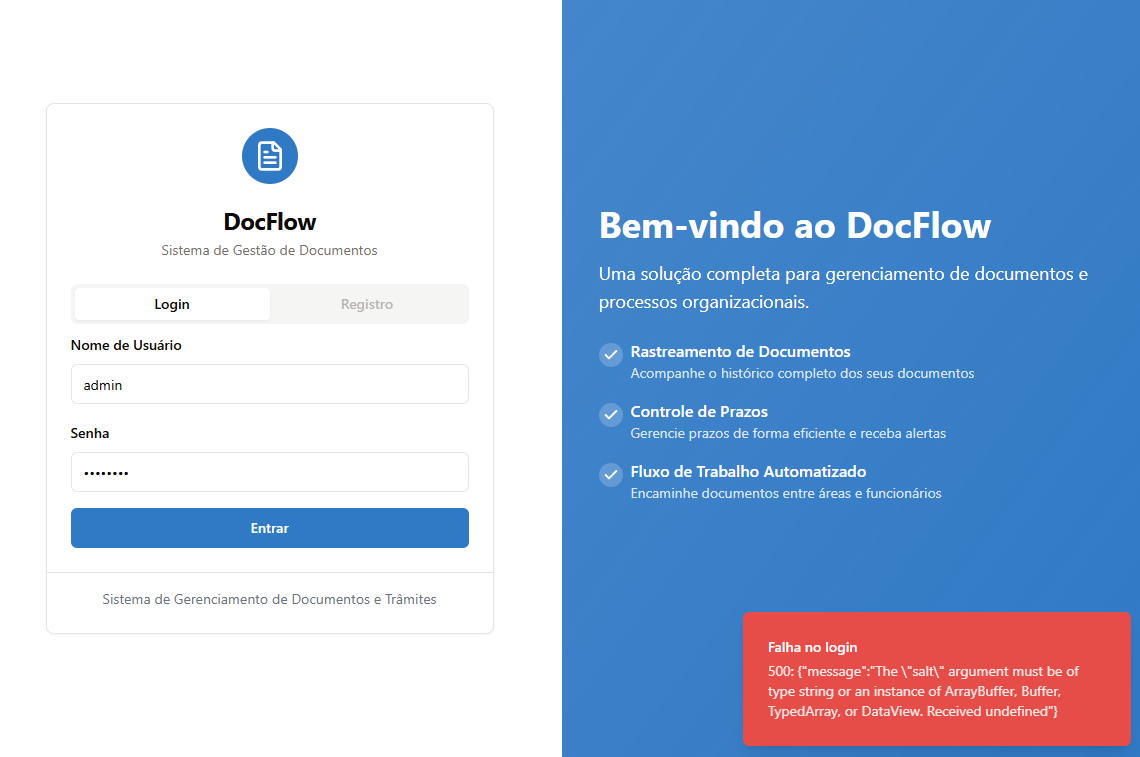 DocFlow
Sistema de Gestão de Documentos
Login
Registro
Nome de Usuário
admin
Senha
••••••••
Entrar
Sistema de Gerenciamento de Documentos e Trâmites
Bem-vindo ao DocFlow
Uma solução completa para gerenciamento de documentos e
processos organizacionais.
Rastreamento de Documentos
Acompanhe o histórico completo dos seus documentos
Controle de Prazos
Gerencie prazos de forma eficiente e receba alertas
Fluxo de Trabalho Automatizado
Encaminhe documentos entre áreas e funcionários
Falha no login
500: {"message":"The \"salt\" argument must be of
type string or an instance of ArrayBuffer, Buffer,
TypedArray, or DataView. Received undefined"}